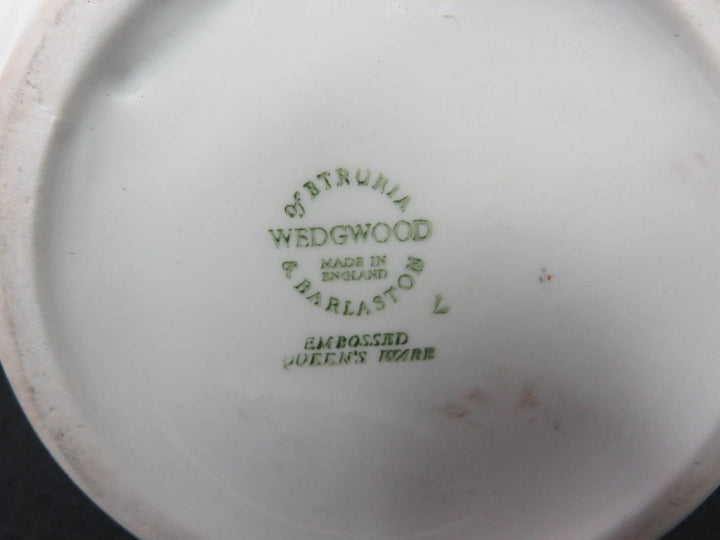 of ETRURIA
WEDGWOOD
MADE IN
ENGLAND
& BARLASTON
L
EMBOSSED
QUEEN'S WARE